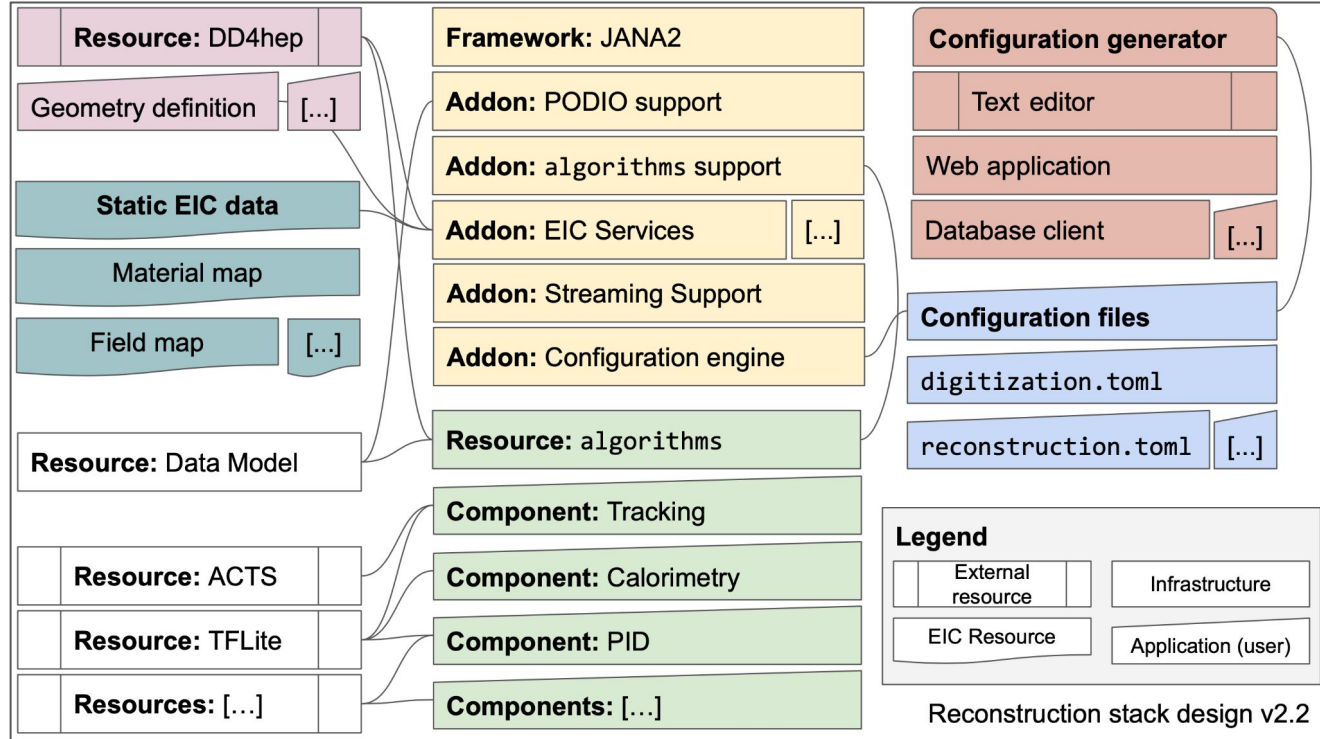 Resource: DD4hep
Geometry definition
[...]
Static EIC data
Material map
Field map
[...]
Resource: Data Model
Resource: ACTS
Resource: TFLite
Resources: [...]
Framework: JANA2
Addon: PODIO support
Addon: algorithms support
Addon: EIC Services
[...]
Addon: Streaming Support
Addon: Configuration engine
Resource: algorithms
Component: Tracking
Component: Calorimetry
Component: PID
Components: [...]
Configuration generator
Text editor
Web application
Database client
[...]
Configuration files
digitization.toml
reconstruction.toml
[...]
Legend
External
resource
Infrastructure
EIC Resource
Application (user)
Reconstruction stack design v2.2